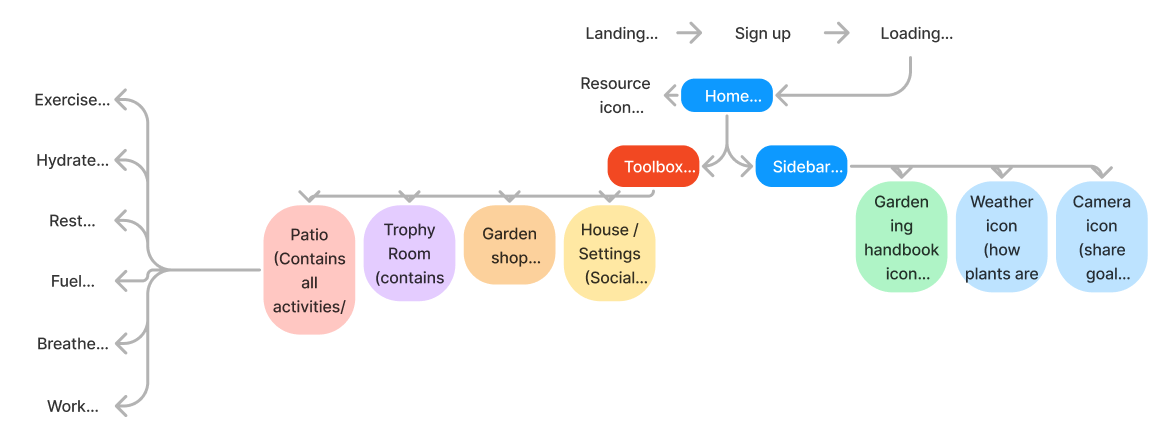 Landing...
Sign up
Loading...
Resource
icon...
Home...
Toolbox...
Sidebar...
Exercise...
Hydrate...
Rest...
Fuel...
Breathe...
Work...
Patio
(Contains
all
activities/
Trophy
Room
(contains
Garden
shop...
House /
Settings
(Social...
Garden
ing
handbook
icon...
Weather
icon
(how
plants are
Camera
icon
(share
goal...